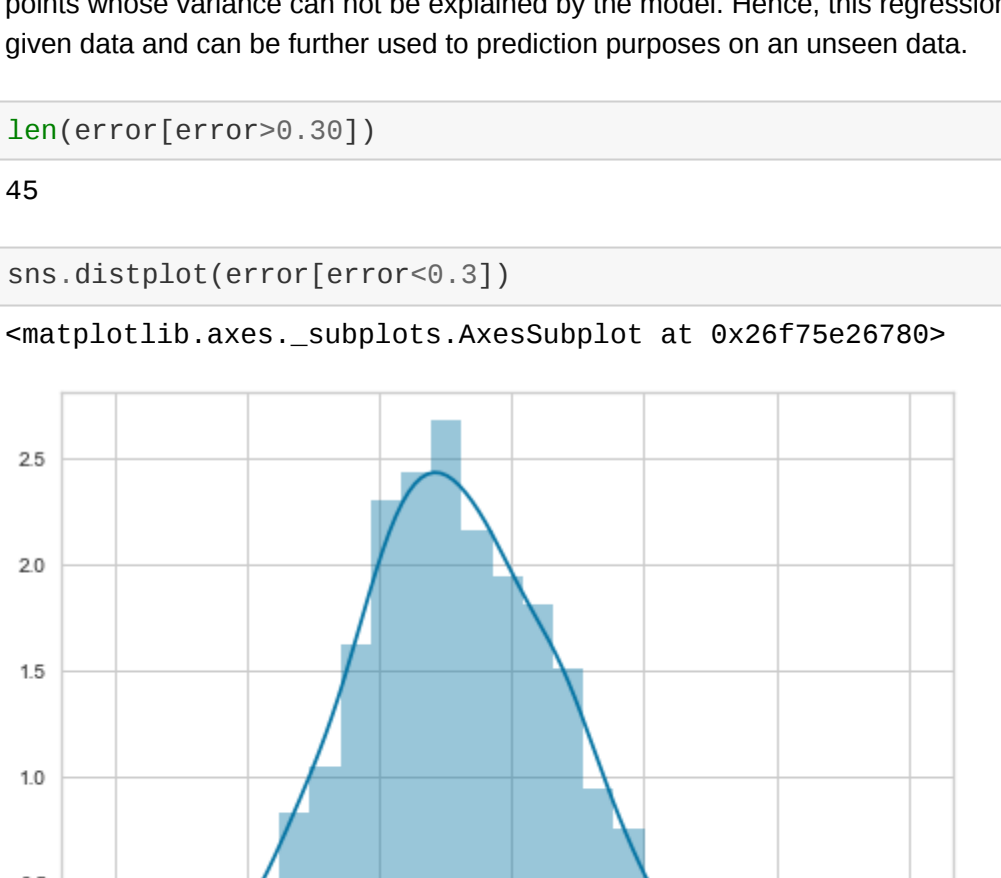 points whose variance can not be explained by the model. Hence, this regression
given data and can be further used to prediction purposes on an unseen data.
len(error[error>0.30])
45
sns.distplot(error[error<0.3])
<matplotlib.axes._subplots.AxesSubplot at 0x26f75e26780>
2.5
2.0
1.5
1.0